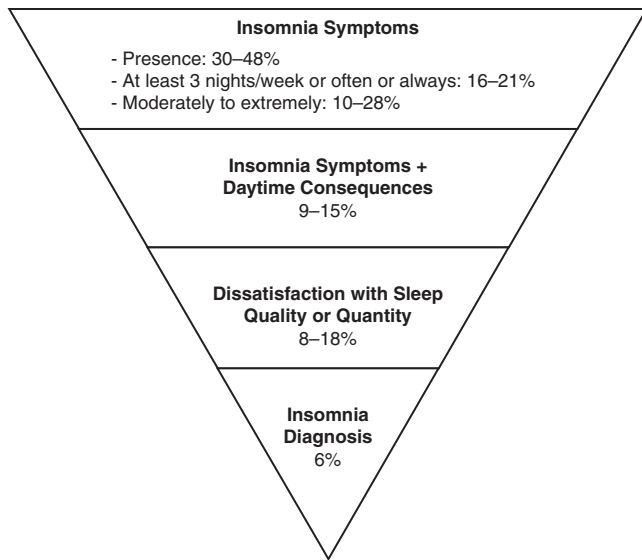 Insomnia Symptoms
- Presence: 30–48%
- At least 3 nights/week or often or always: 16–21%
- Moderately to extremely: 10–28%
Insomnia Symptoms +
Daytime Consequences
9–15%
Dissatisfaction with Sleep
Quality or Quantity
8–18%
Insomnia
Diagnosis
6%